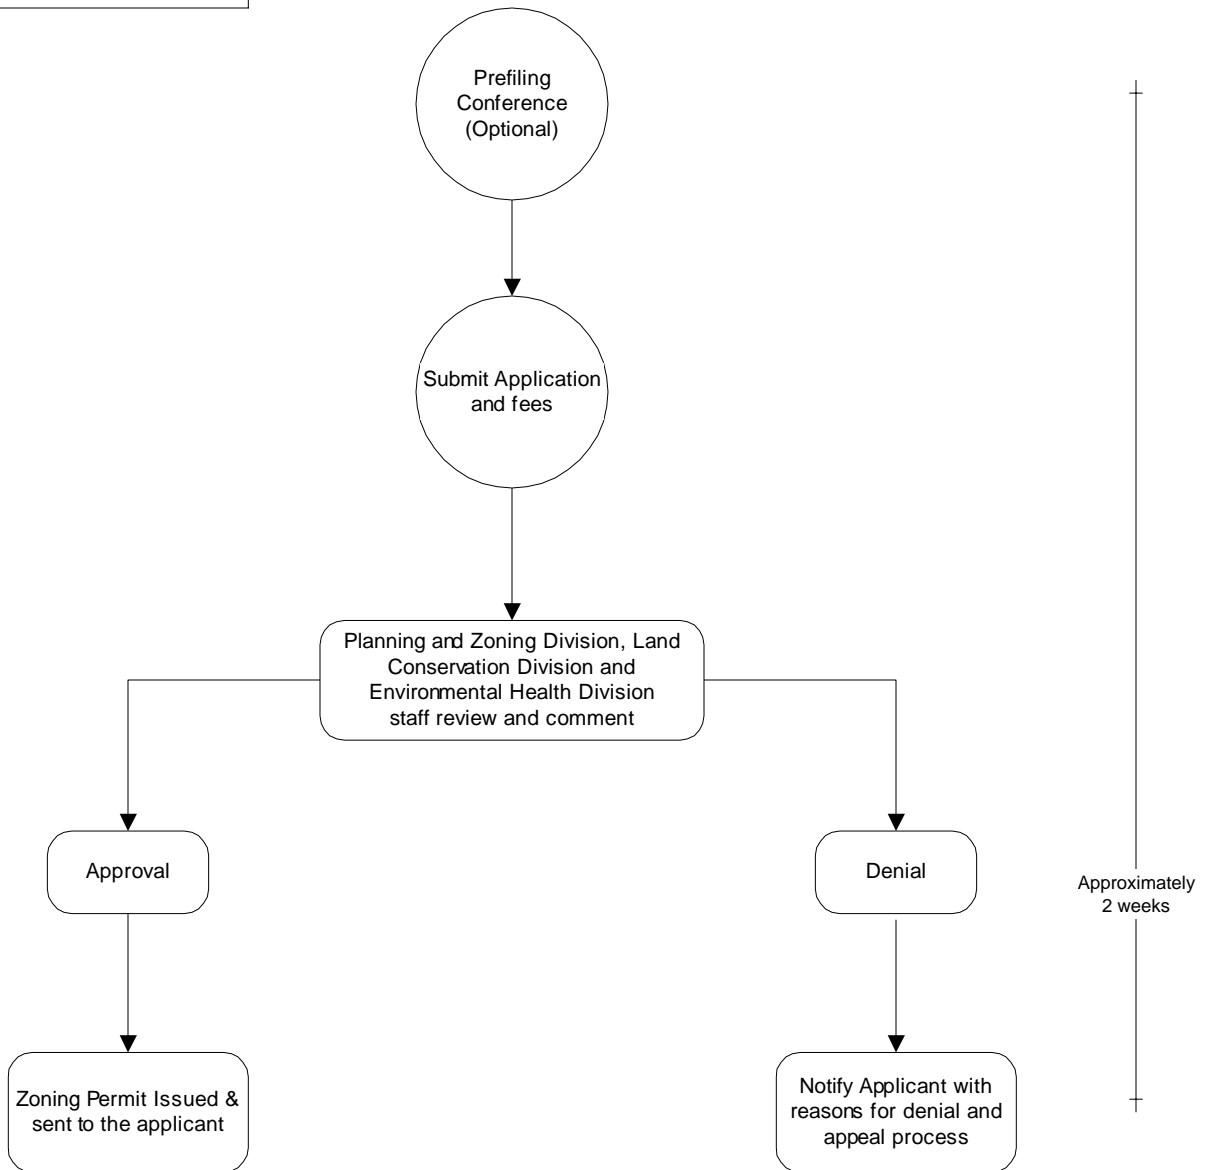 Prefiling
Conference
(Optional)
Submit Application
and fees
Planning and Zoning Division, Land
Conservation Division and
Environmental Health Division
staff review and comment
Approval
Denial
Approximately
2 weeks
Zoning Permit Issued &
sent to the applicant
Notify Applicant with
reasons for denial and
appeal process